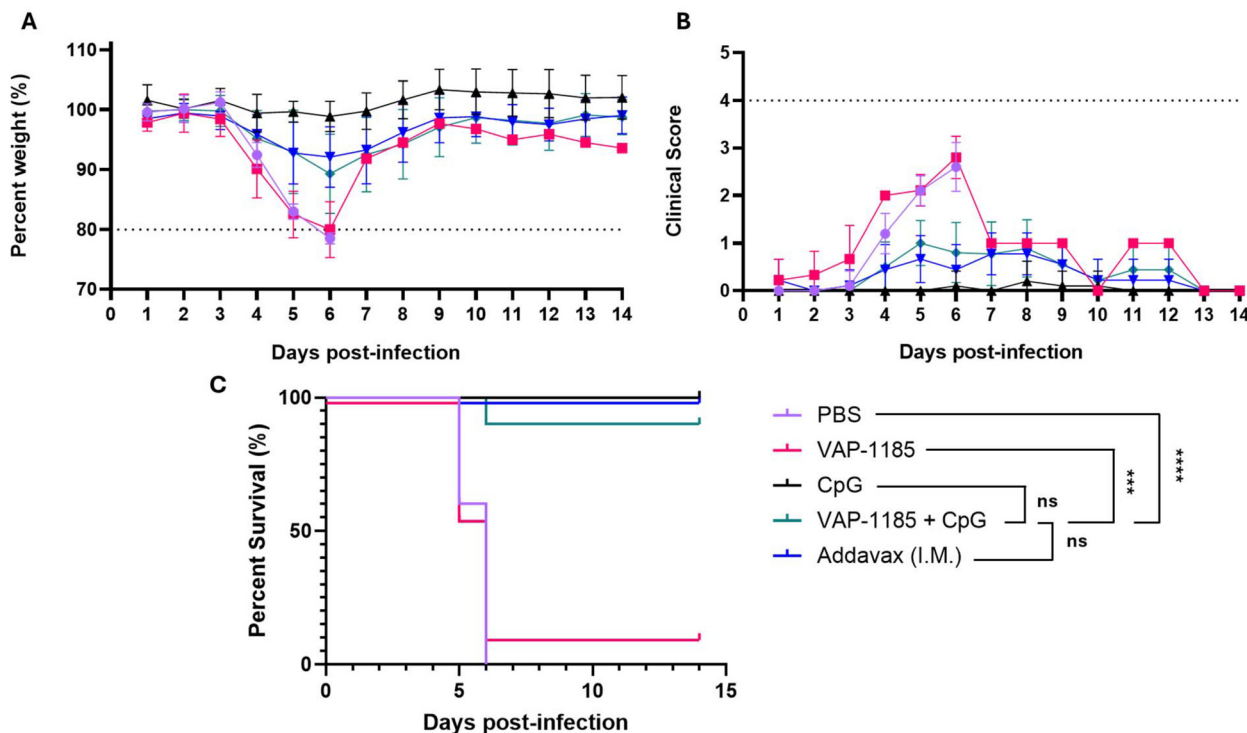 A
Percent weight (%)
110
100
90
80
70
0 1 2 3 4 5 6 7 8 9 10 11 12 13 14
Days post-infection
B
Clinical Score
5
4
3
2
1
0
0 1 2 3 4 5 6 7 8 9 10 11 12 13 14
Days post-infection
C
Percent Survival (%)
100
50
0
0 5 10 15
Days post-infection
PBS
VAP-1185
CpG
VAP-1185 + CpG
Addavax (I.M.)
ns
ns
***
****